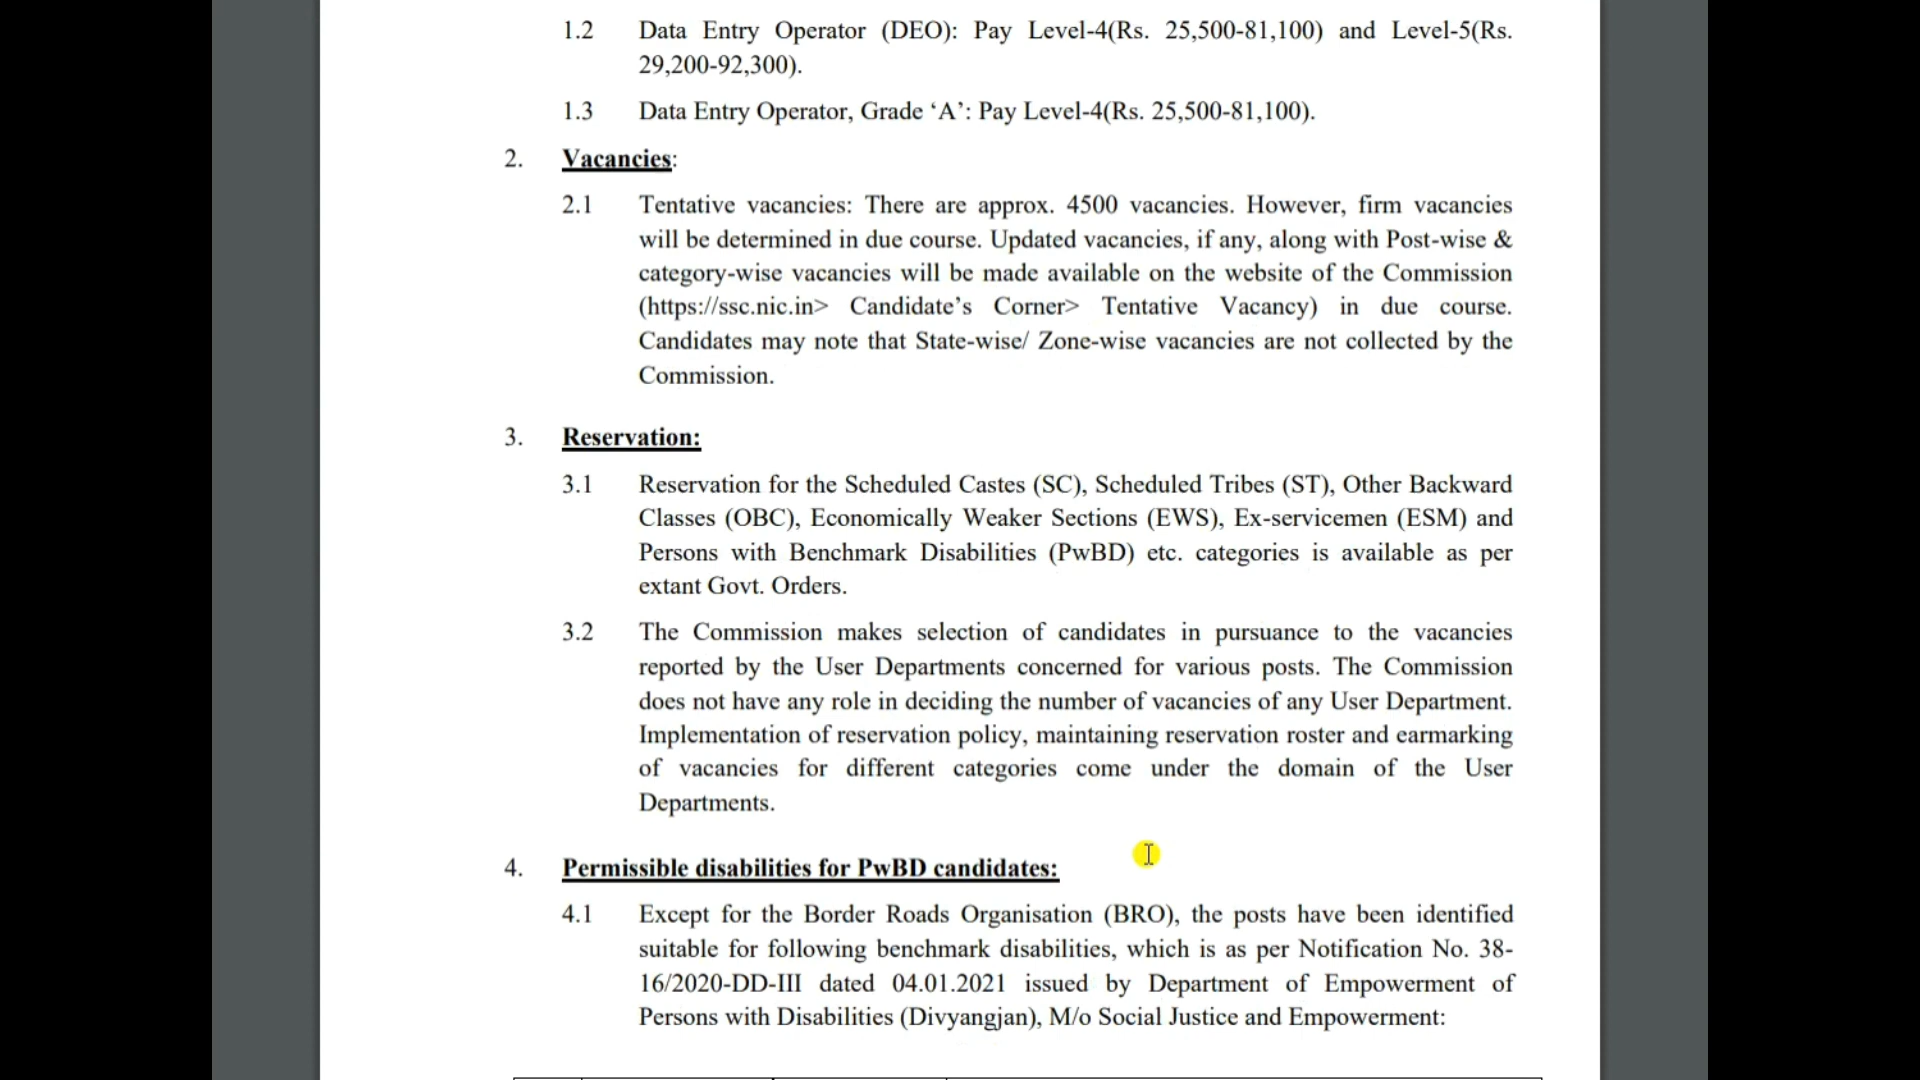 1.2 Data Entry Operator (DEO): Pay Level-4(Rs. 25,500-81,100) and Level-5(Rs.
29,200-92,300).
1.3 Data Entry Operator, Grade ‘A’: Pay Level-4(Rs. 25,500-81,100).
2. Vacancies:
2.1 Tentative vacancies: There are approx. 4500 vacancies. However, firm vacancies
will be determined in due course. Updated vacancies, if any, along with Post-wise &
category-wise vacancies will be made available on the website of the Commission
(https://ssc.nic.in> Candidate’s Corner> Tentative Vacancy) in due course.
Candidates may note that State-wise/ Zone-wise vacancies are not collected by the
Commission.
3. Reservation:
3.1 Reservation for the Scheduled Castes (SC), Scheduled Tribes (ST), Other Backward
Classes (OBC), Economically Weaker Sections (EWS), Ex-servicemen (ESM) and
Persons with Benchmark Disabilities (PwBD) etc. categories is available as per
extant Govt. Orders.
3.2 The Commission makes selection of candidates in pursuance to the vacancies
reported by the User Departments concerned for various posts. The Commission
does not have any role in deciding the number of vacancies of any User Department.
Implementation of reservation policy, maintaining reservation roster and earmarking
of vacancies for different categories come under the domain of the User
Departments.
4. Permissible disabilities for PwBD candidates:
4.1 Except for the Border Roads Organisation (BRO), the posts have been identified
suitable for following benchmark disabilities, which is as per Notification No. 38-
16/2020-DD-III dated 04.01.2021 issued by Department of Empowerment of
Persons with Disabilities (Divyangjan), M/o Social Justice and Empowerment: